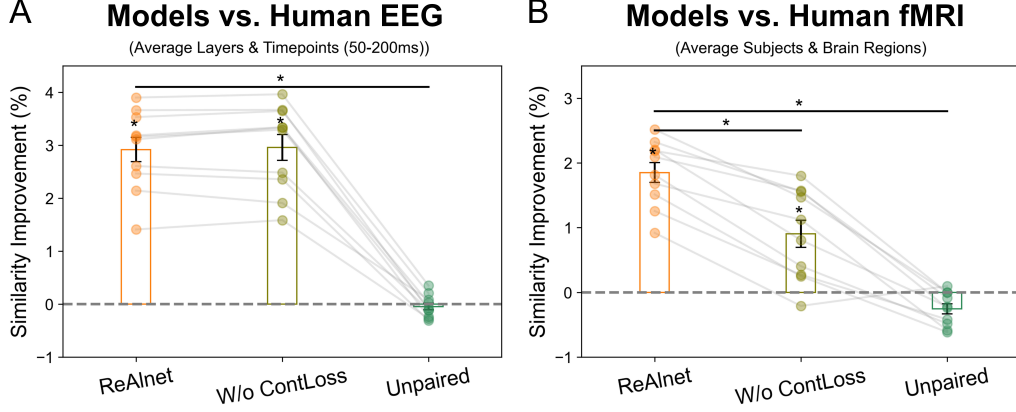 A
Models vs. Human EEG
(Average Layers & Timepoints (50-200ms))
Similarity Improvement (%)
4
3
2
1
0
−1
*
*
*
ReAlnet
W/o ContLoss
Unpaired
B
Models vs. Human fMRI
(Average Subjects & Brain Regions)
Similarity Improvement (%)
3
2
1
0
−1
*
*
*
*
ReAlnet
W/o ContLoss
Unpaired